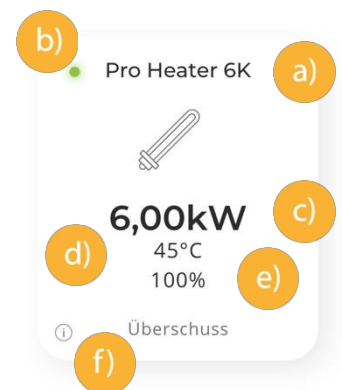 b)
Pro Heater 6K
a)
6,00kW
c)
45°C
d)
100%
e)
i
Überschuss
f)